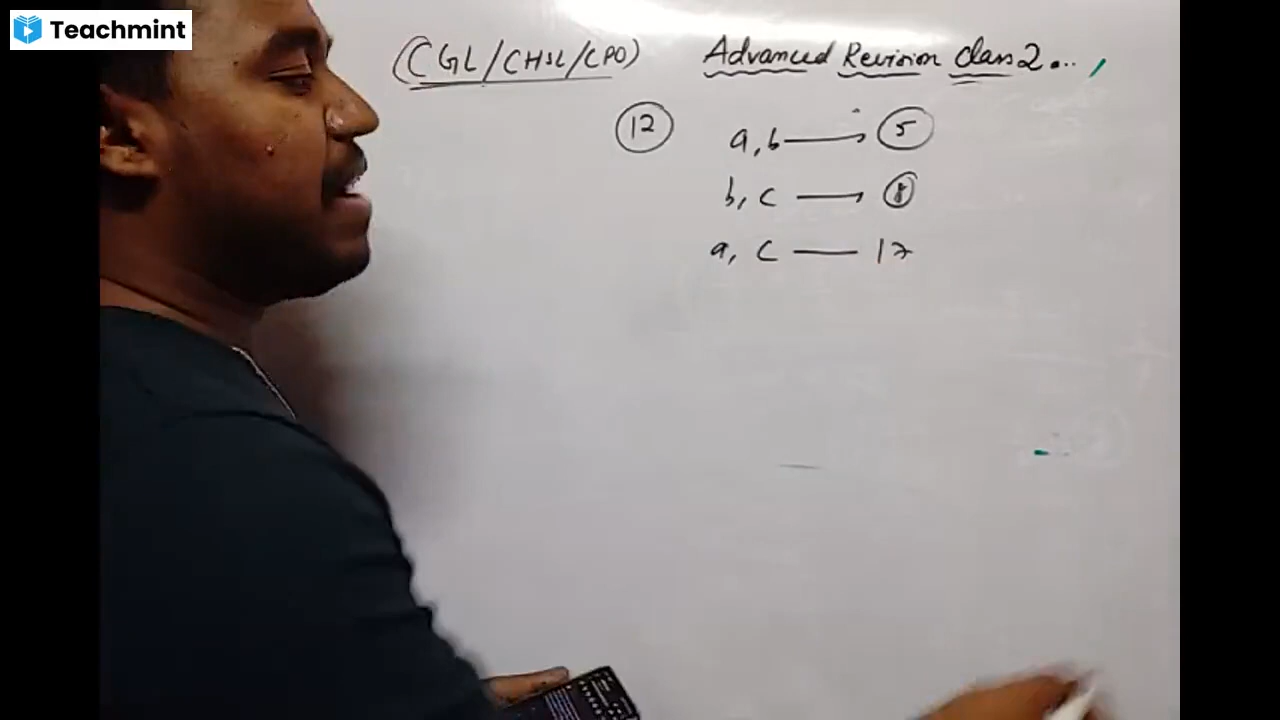 Teachmint
(CGL/CHSL/CPO) Advanced Revision Class 2...
12 a, b — 5
b, c — 8
a, c — 17